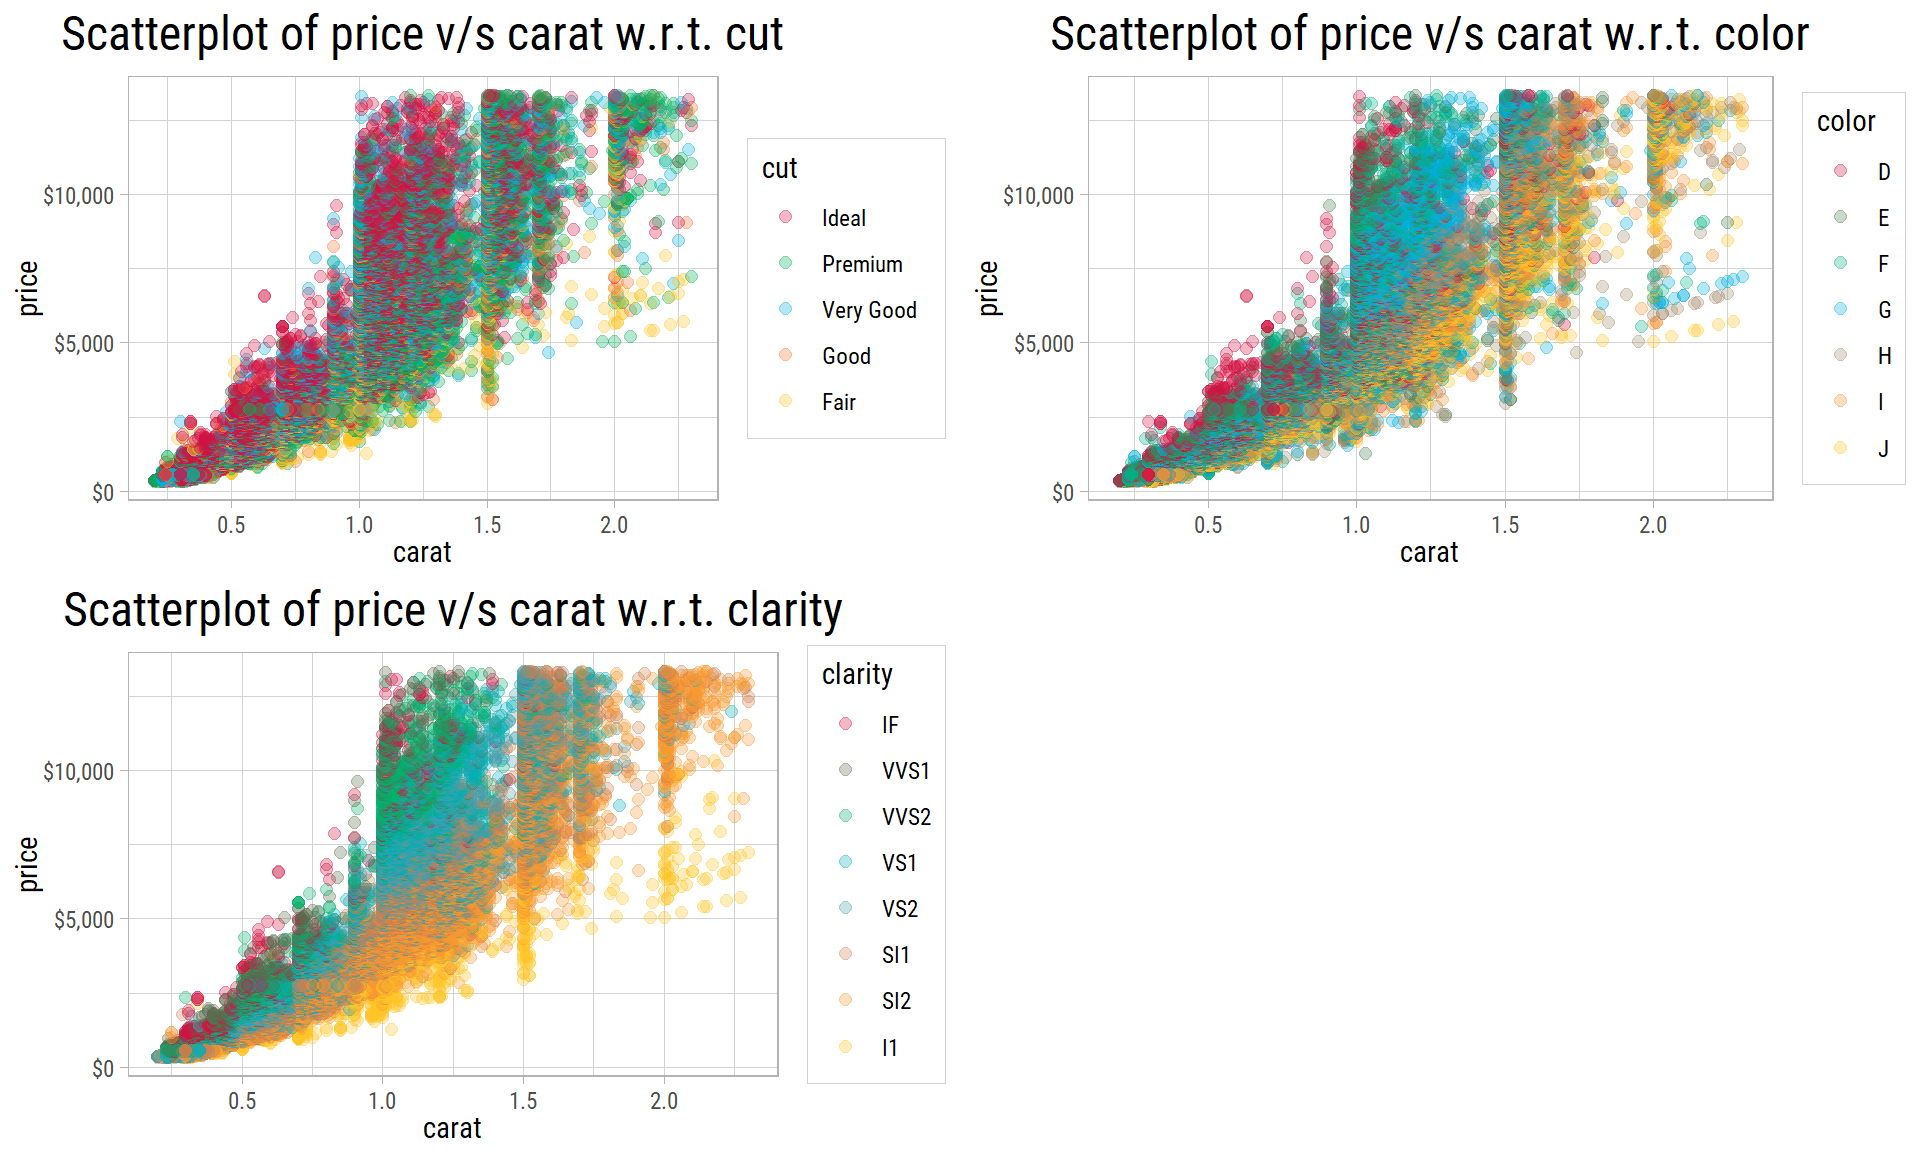 Scatterplot of price v/s carat w.r.t. cut
price
$10,000
$5,000
$0
0.5 1.0 1.5 2.0
carat
cut
Ideal
Premium
Very Good
Good
Fair
Scatterplot of price v/s carat w.r.t. color
price
$10,000
$5,000
$0
0.5 1.0 1.5 2.0
carat
color
D
E
F
G
H
I
J
Scatterplot of price v/s carat w.r.t. clarity
price
$10,000
$5,000
$0
0.5 1.0 1.5 2.0
carat
clarity
IF
VVS1
VVS2
VS1
VS2
SI1
SI2
I1